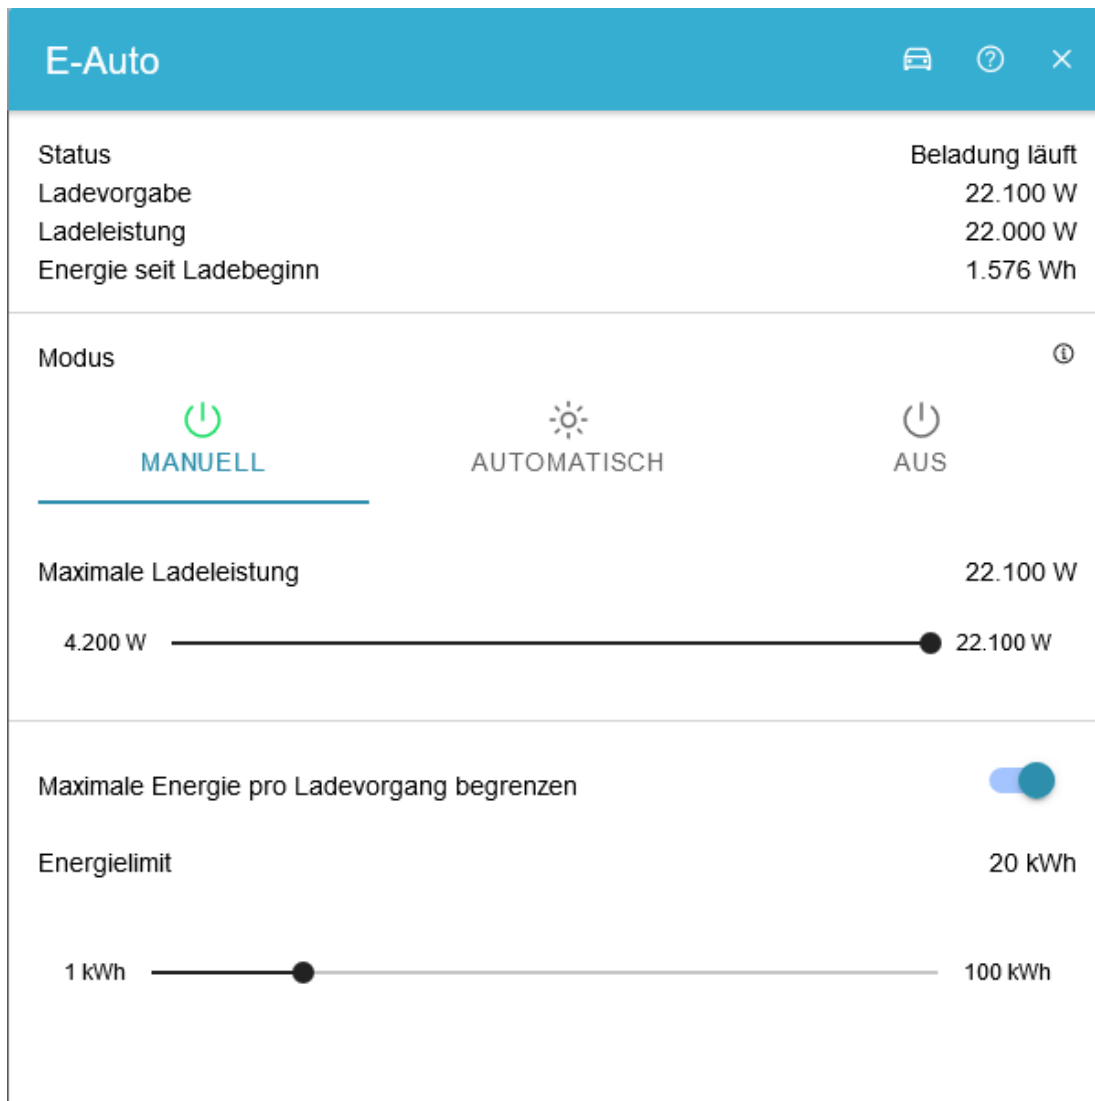 E-Auto
Status Beladung läuft
Ladevorgabe 22.100 W
Ladeleistung 22.000 W
Energie seit Ladebeginn 1.576 Wh
Modus
MANUELL AUTOMATISCH AUS
Maximale Ladeleistung 22.100 W
4.200 W 22.100 W
Maximale Energie pro Ladevorgang begrenzen
Energielimit 20 kWh
1 kWh 100 kWh